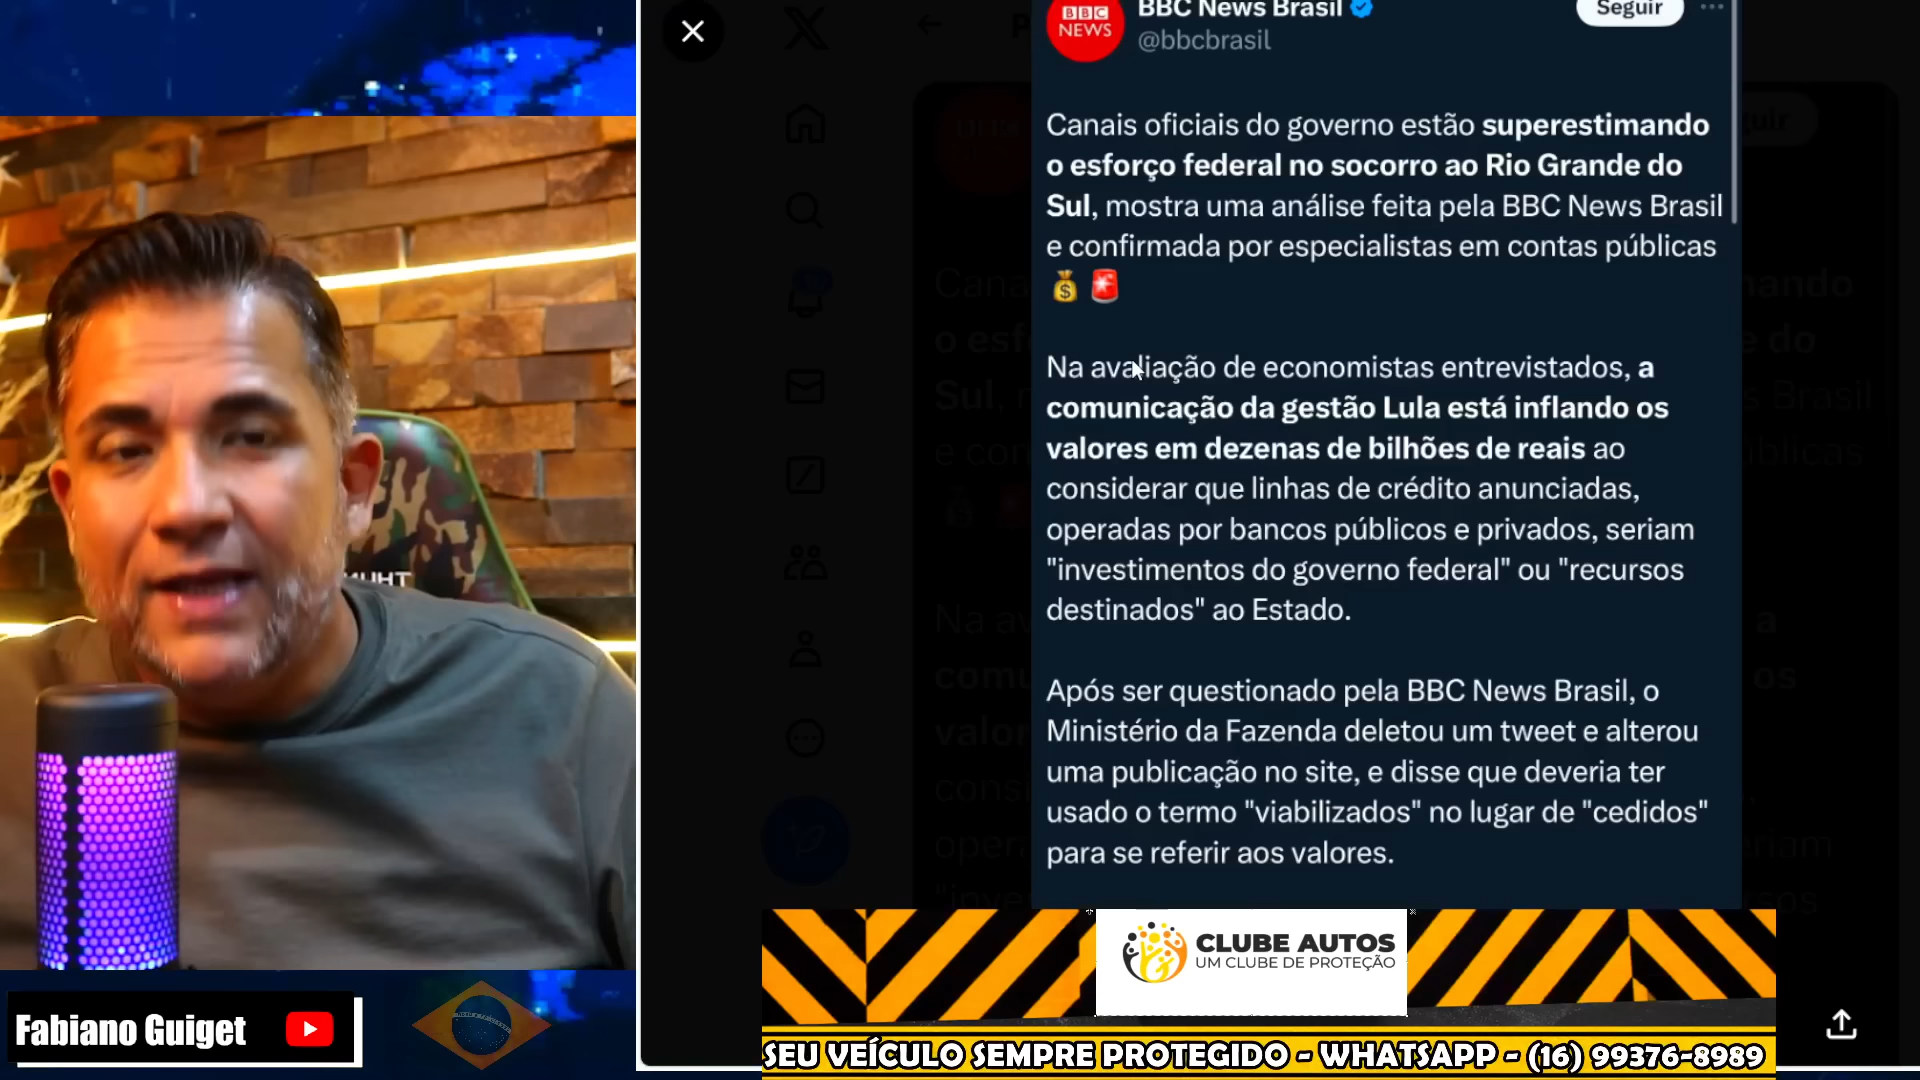 BBC
NEWS
BBC News Brasil
@bbcbrasil
Seguir
Canais oficiais do governo estão superestimando
o esforço federal no socorro ao Rio Grande do
Sul, mostra uma análise feita pela BBC News Brasil
e confirmada por especialistas em contas públicas
💰🚨
Na avaliação de economistas entrevistados, a
comunicação da gestão Lula está inflando os
valores em dezenas de bilhões de reais ao
considerar que linhas de crédito anunciadas,
operadas por bancos públicos e privados, seriam
"investimentos do governo federal" ou "recursos
destinados" ao Estado.
Após ser questionado pela BBC News Brasil, o
Ministério da Fazenda deletou um tweet e alterou
uma publicação no site, e disse que deveria ter
usado o termo "viabilizados" no lugar de "cedidos"
para se referir aos valores.
Fabiano Guiget
CLUBE AUTOS
UM CLUBE DE PROTEÇÃO
SEU VEÍCULO SEMPRE PROTEGIDO - WHATSAPP - (16) 99376-8989